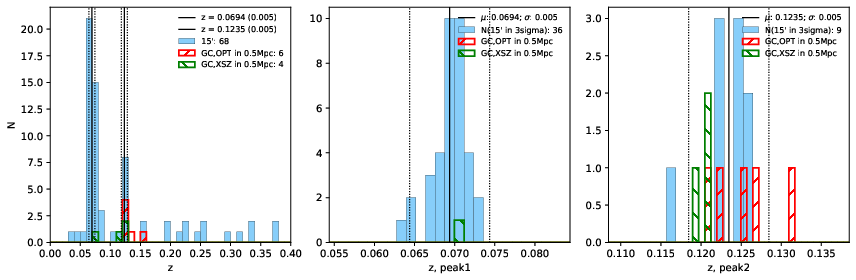 z = 0.0694 (0.005)
z = 0.1235 (0.005)
15': 68
GC,OPT in 0.5Mpc: 6
GC,XSZ in 0.5Mpc: 4
N
20.0
17.5
15.0
12.5
10.0
7.5
5.0
2.5
0.0
0.00 0.05 0.10 0.15 0.20 0.25 0.30 0.35 0.40
z
μ: 0.0694; σ: 0.005
N(15' in 3sigma): 36
GC,OPT in 0.5Mpc
GC,XSZ in 0.5Mpc
10
8
6
4
2
0
0.055 0.060 0.065 0.070 0.075 0.080
z, peak1
μ: 0.1235; σ: 0.005
N(15' in 3sigma): 9
GC,OPT in 0.5Mpc
GC,XSZ in 0.5Mpc
3.0
2.5
2.0
1.5
1.0
0.5
0.0
0.110 0.115 0.120 0.125 0.130 0.135
z, peak2